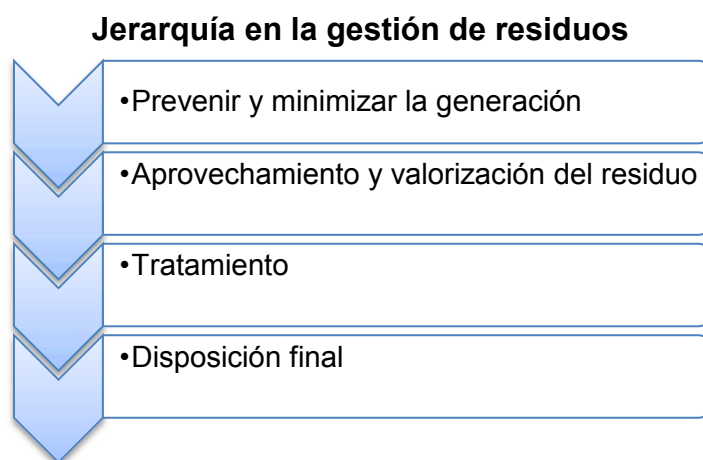 Jerarquía en la gestión de residuos
•Prevenir y minimizar la generación
•Aprovechamiento y valorización del residuo
•Tratamiento
•Disposición final